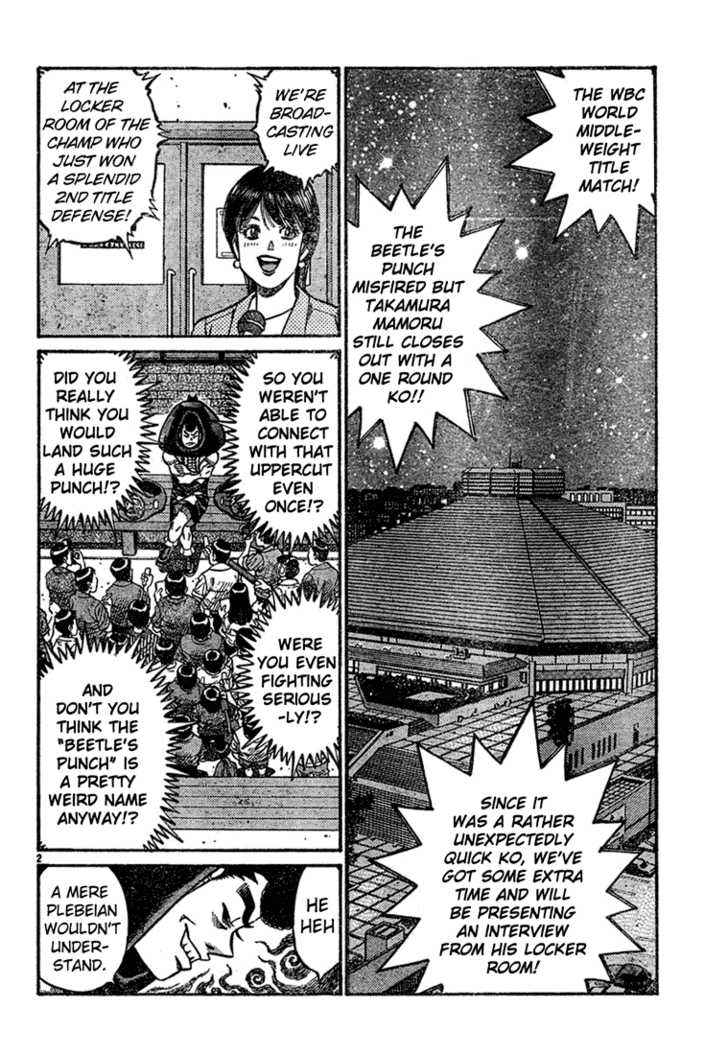 THE WBC
WORLD
MIDDLE-
WEIGHT
TITLE
MATCH!
THE
BEETLE'S
PUNCH
MISFIRED BUT
TAKAMURA
MAMORU
STILL CLOSES
OUT WITH A
ONE ROUND
KO!!
SINCE IT
WAS A RATHER
UNEXPECTEDLY
QUICK KO, WE'VE
GOT SOME EXTRA
TIME AND WILL
BE PRESENTING
AN INTERVIEW
FROM HIS LOCKER
ROOM!
WE'RE
BROAD-
CASTING
LIVE
AT THE
LOCKER
ROOM OF THE
CHAMP WHO
JUST WON
A SPLENDID
2ND TITLE
DEFENSE!
SO YOU
WEREN'T
ABLE TO
CONNECT
WITH THAT
UPPERCUT
EVEN
ONCE!?
DID YOU
REALLY
THINK YOU
WOULD
LAND SUCH
A HUGE
PUNCH!?
WERE
YOU EVEN
FIGHTING
SERIOUS
-LY!?
AND
DON'T YOU
THINK THE
"BEETLE'S
PUNCH" IS
A PRETTY
WEIRD NAME
ANYWAY!?
2
HE
HEH
A MERE
PLEBEIAN
WOULDN'T
UNDER-
STAND.